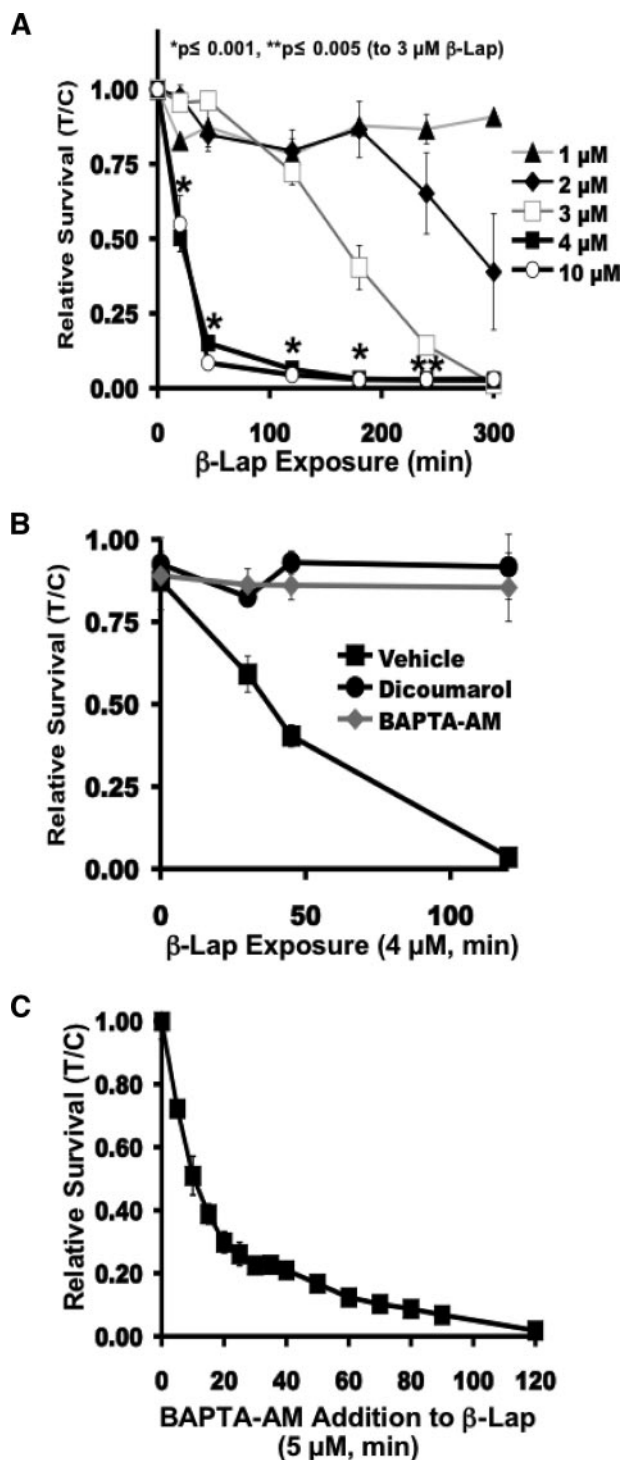 A
*p≤ 0.001, **p≤ 0.005 (to 3 µM β-Lap)
Relative Survival (T/C)
1.00
0.75
0.50
0.25
0.00
*
*
*
*
**
1 µM
2 µM
3 µM
4 µM
10 µM
0
100
200
300
β-Lap Exposure (min)
B
Relative Survival (T/C)
1.00
0.75
0.50
0.25
0.00
Vehicle
Dicoumarol
BAPTA-AM
0
50
100
β-Lap Exposure (4 µM, min)
C
Relative Survival (T/C)
1.00
0.80
0.60
0.40
0.20
0.00
0
20
40
60
80
100
120
BAPTA-AM Addition to β-Lap
(5 µM, min)